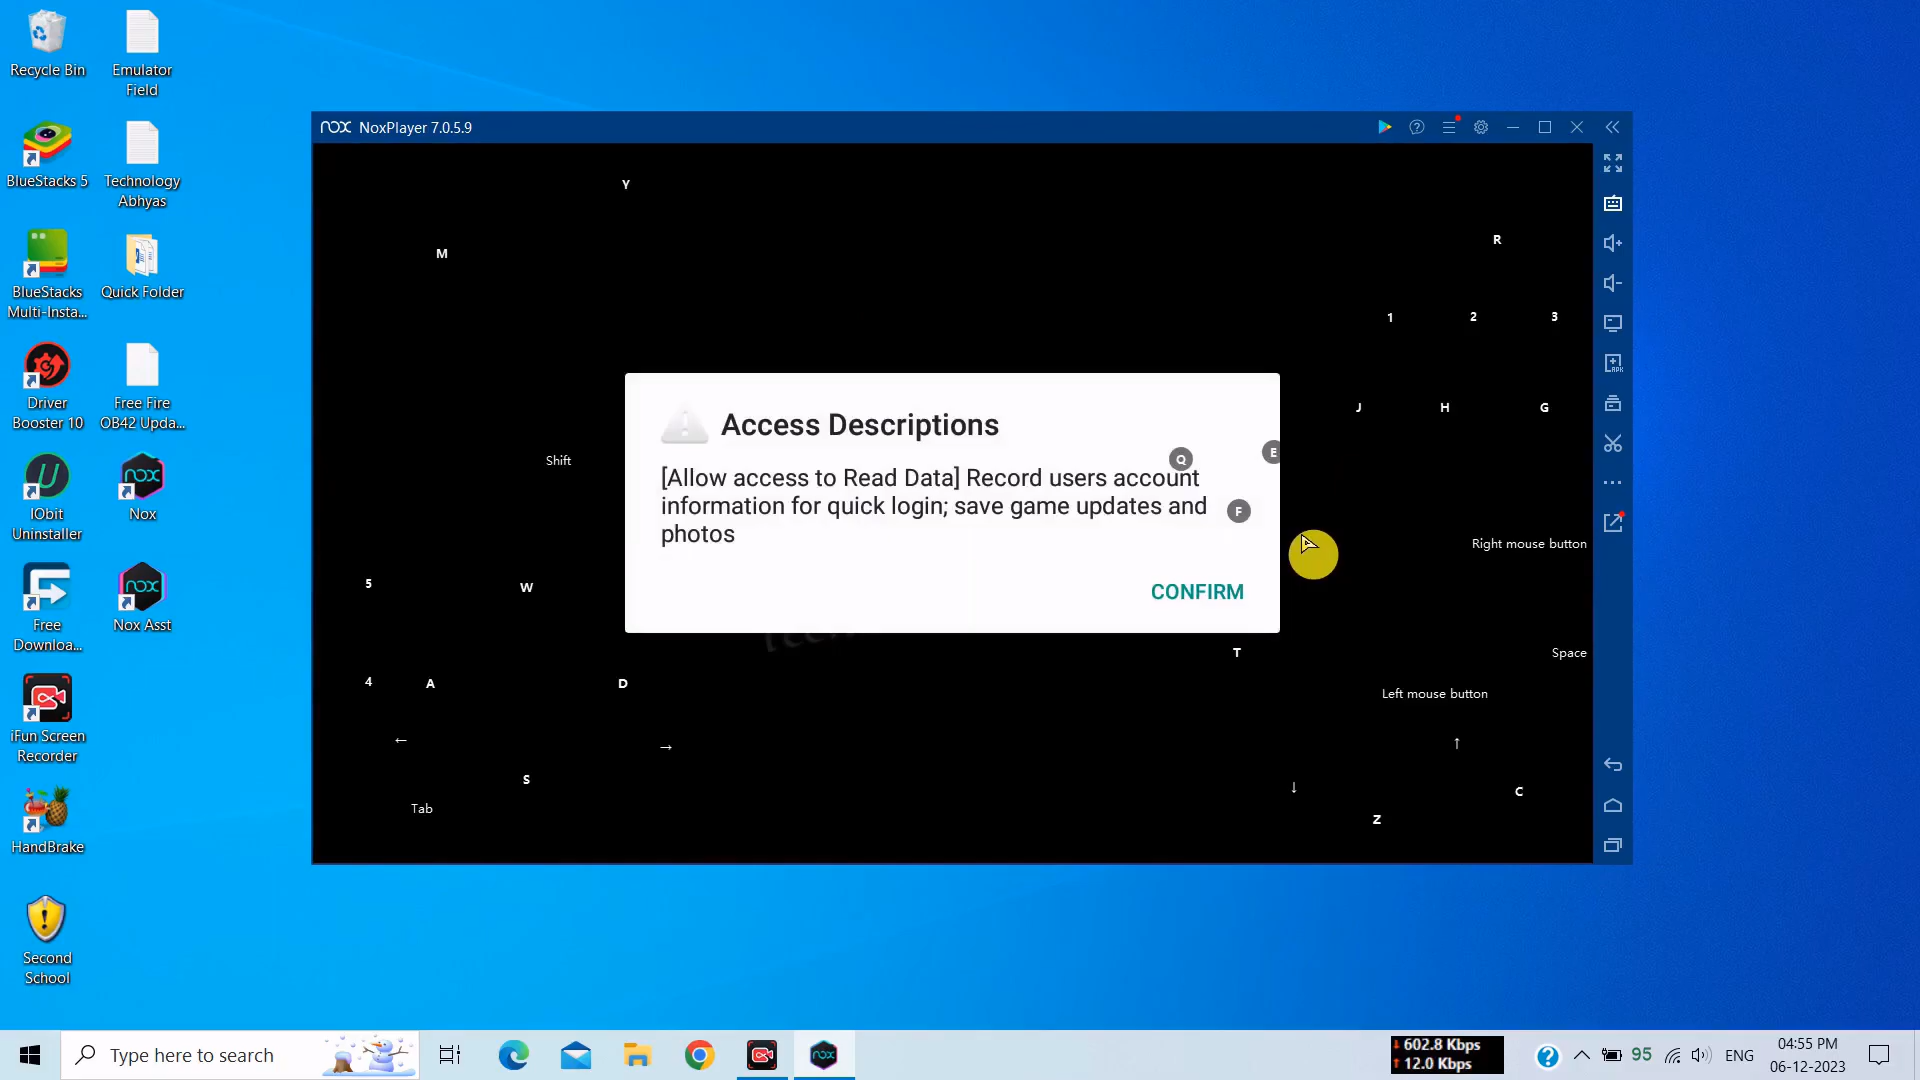 Recycle Bin
Emulator
Field
BlueStacks 5
Technology
Abhyas
BlueStacks
Multi-Insta...
Quick Folder
Driver
Booster 10
Free Fire
OB42 Upda...
IObit
Uninstaller
Nox
Free
Downloa...
Nox Asst
iFun Screen
Recorder
HandBrake
Second
School
nox NoxPlayer 7.0.5.9
Y
M
R
1 2 3
J H G
Shift
Access Descriptions
[Allow access to Read Data] Record users account
information for quick login; save game updates and
photos
Q
E
F
CONFIRM
Right mouse button
5
W
T
Space
4
A
D
Left mouse button
←
→
↑
S
↓
C
Tab
Z
Type here to search
↓ 602.8 Kbps
↑ 12.0 Kbps
95
ENG
04:55 PM
06-12-2023